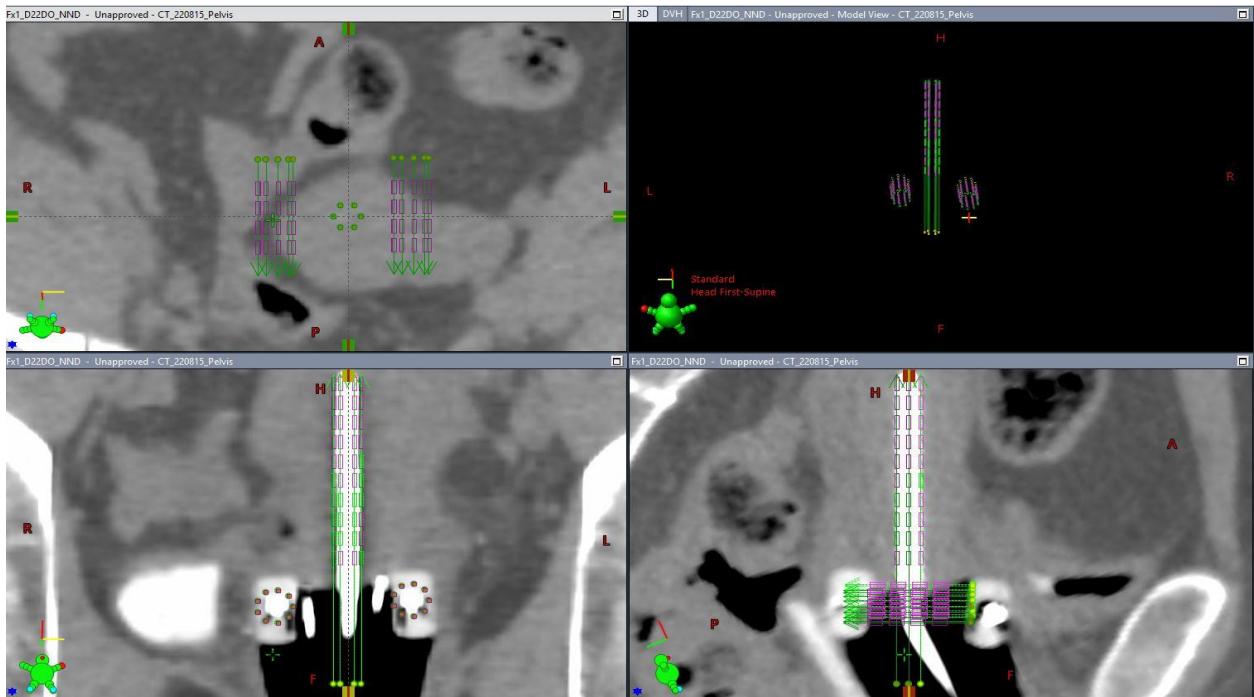 Fx1_D22DO_NND - Unapproved - CT_220815_Pelvis
A
R
L
P
3D DVH Fx1_D22DO_NND - Unapproved - Model View - CT_220815_Pelvis
H
L
R
Standard
Head First-Supine
F
Fx1_D22DO_NND - Unapproved - CT_220815_Pelvis
H
R
L
F
Fx1_D22DO_NND - Unapproved - CT_220815_Pelvis
H
A
P
F